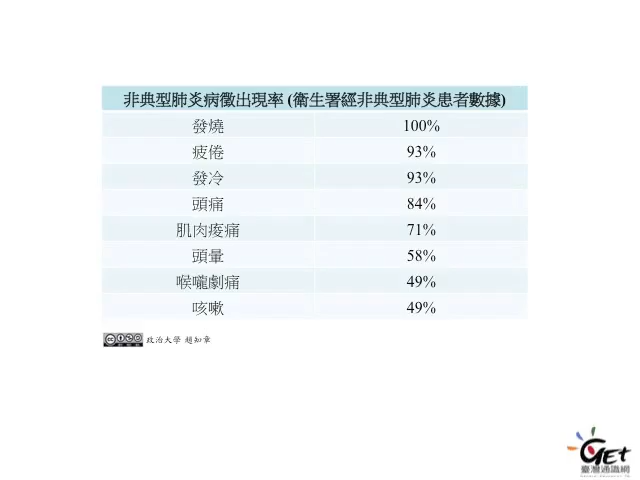 非典型肺炎病徵出現率 (衛生署經非典型肺炎患者數據)
發燒 100%
疲倦 93%
發冷 93%
頭痛 84%
肌肉痠痛 71%
頭暈 58%
喉嚨劇痛 49%
咳嗽 49%
政治大學 趙知章
GEt
臺灣通識網